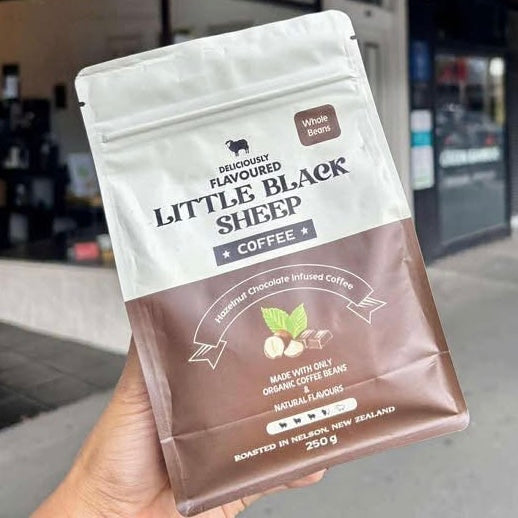 Whole
Beans
DELICIOUSLY
FLAVOURED
LITTLE BLACK
SHEEP
COFFEE
Hazelnut Chocolate Infused Coffee
MADE WITH ONLY
ORGANIC COFFEE BEANS
&
NATURAL FLAVOURS
ROASTED IN NELSON, NEW ZEALAND
250 g